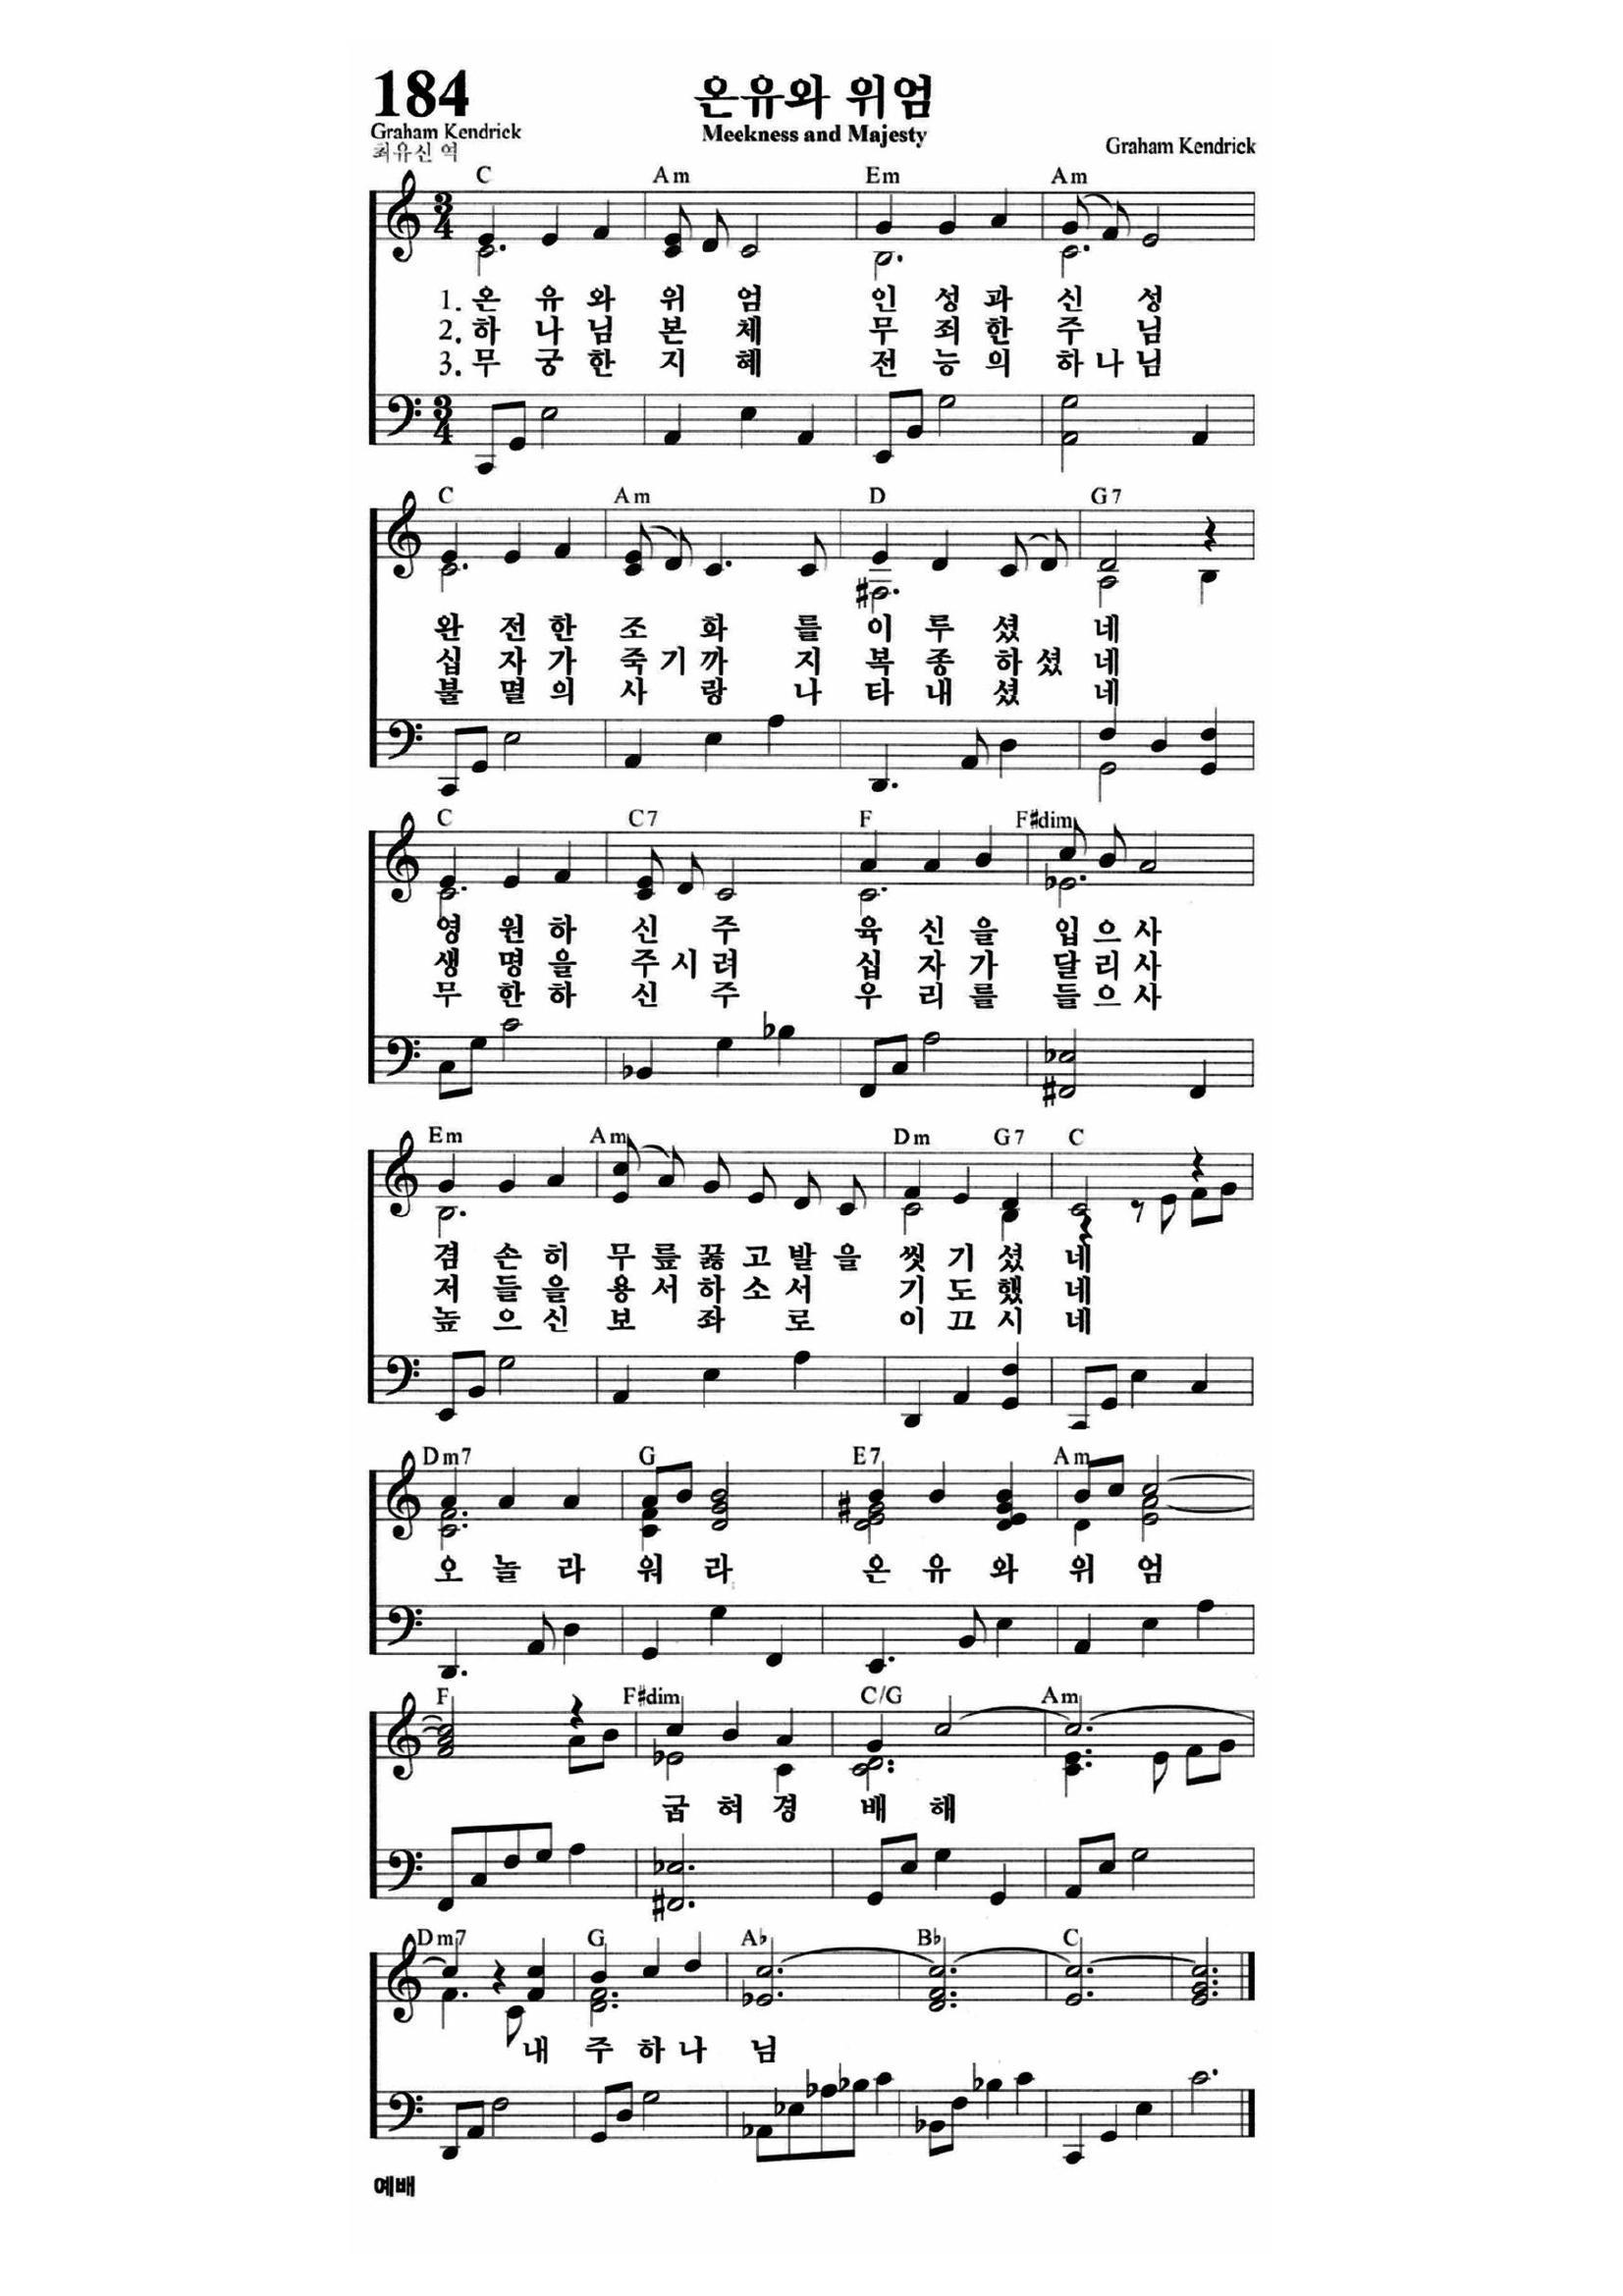 184
온유와 위엄
Graham Kendrick
Meekness and Majesty
최유신 역
Graham Kendrick
C Am Em Am
1. 온 유 와 위 엄 인 성 과 신 성
2. 하 나 님 본 체 무 죄 한 주 님
3. 무 궁 한 지 혜 전 능 의 하 나 님
C Am D G7
완 전 한 조 화 를 이 루 셨 네
십 자 가 죽 기 까 지 복 종 하 셨 네
불 멸 의 사 랑 나 타 내 셨 네
C C7 F F#dim
영 원 하 신 주 육 신 을 입 으 사
생 명 을 주 시 려 십 자 가 달 리 사
무 한 하 신 주 우 리 를 들 으 사
Em Am Dm G7 C
겸 손 히 무 릎 꿇 고 발 을 씻 기 셨 네
저 들 을 용 서 하 소 서 기 도 했 네
높 으 신 보 좌 로 이 끄 시 네
Dm7 G E7 Am
오 놀 라 워 라 온 유 와 위 엄
F F#dim C/G Am
굽 혀 경 배 해
Dm7 G A♭ B♭ C
내 주 하 나 님
예배